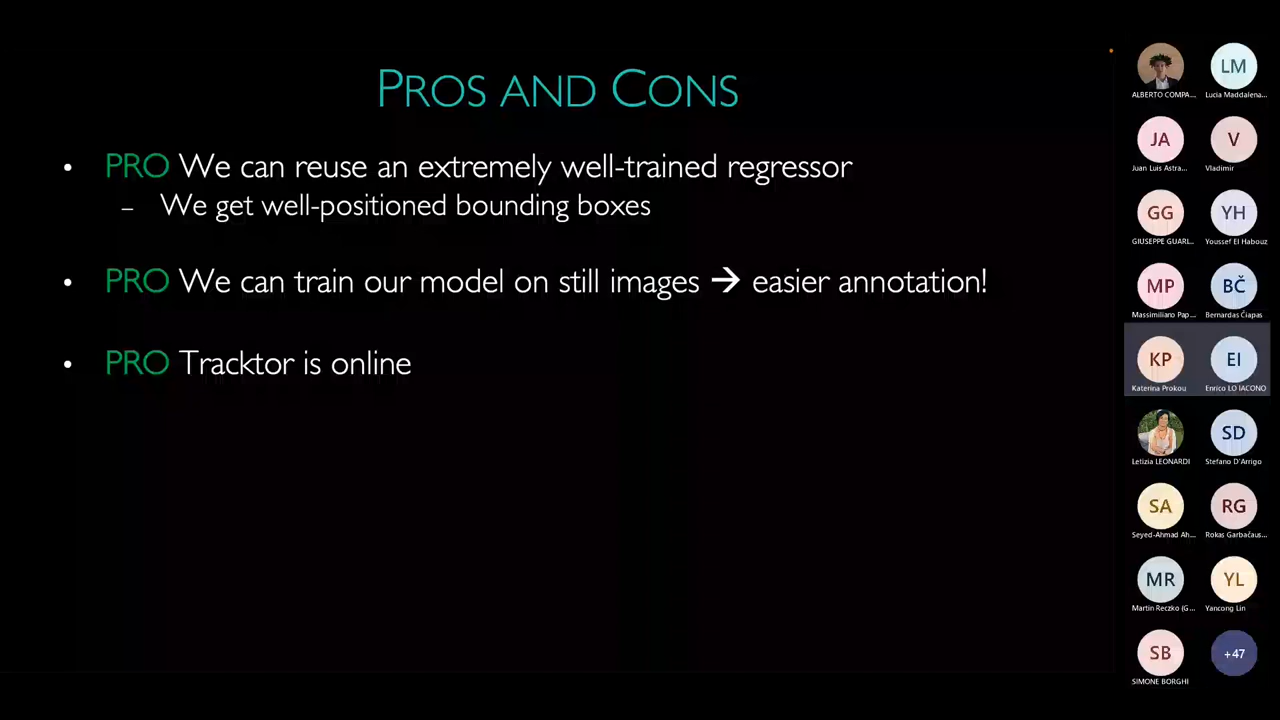 PROS AND CONS
• PRO We can reuse an extremely well-trained regressor
– We get well-positioned bounding boxes
• PRO We can train our model on still images → easier annotation!
• PRO Tracktor is online
ALBERTO COMPA...
LM
Lucia Maddalena...
JA
Juan Luis Astra...
V
Vladimir
GG
GIUSEPPE GUARL...
YH
Youssef El Habouz
MP
Massimiliano Pap...
BČ
Bernardas Čiapas
KP
Katerina Prokou
EI
Enrico LO IACONO
Letizia LEONARDI
SD
Stefano D'Arrigo
SA
Seyed-Ahmad Ah...
RG
Rokas Garbačaus...
MR
Martin Reczko (G...
YL
Yancong Lin
SB
SIMONE BORGHI
+47